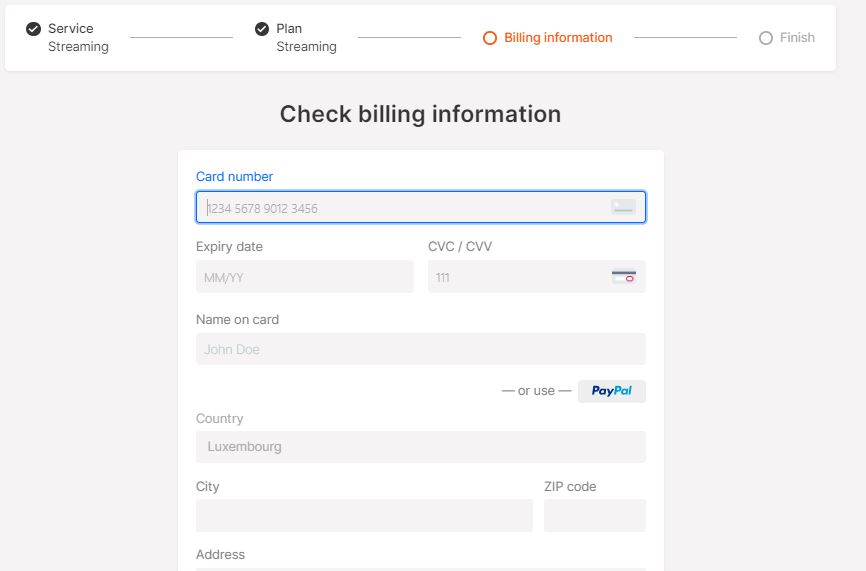 Service
Streaming
Plan
Streaming
Billing information
Finish
Check billing information
Card number
1234 5678 9012 3456
Expiry date
CVC / CVV
MM/YY
111
Name on card
John Doe
— or use — PayPal
Country
Luxembourg
City
ZIP code
Address